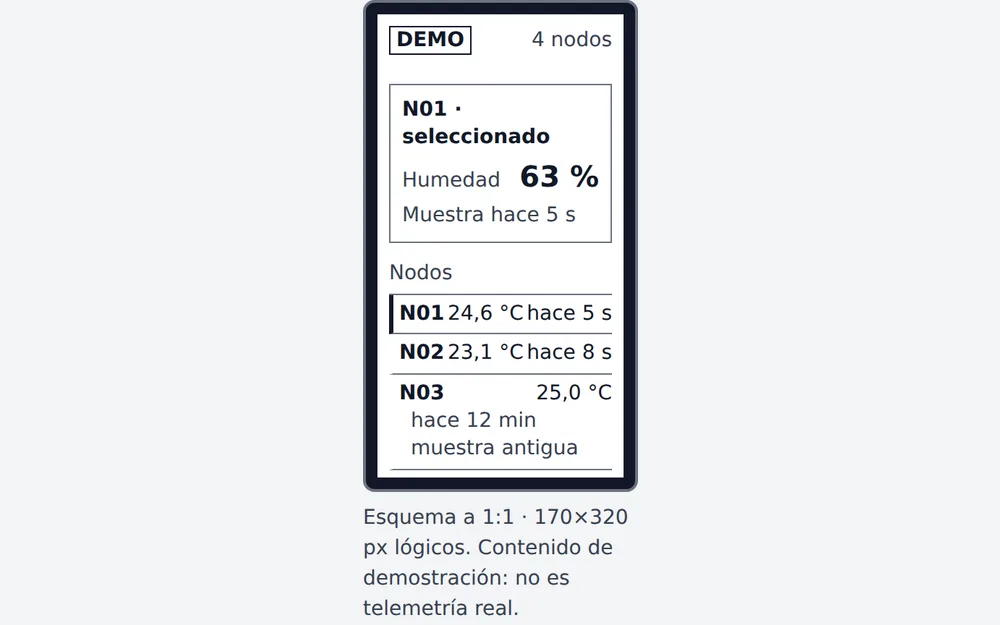 DEMO 4 nodos
N01 ·
seleccionado
Humedad 63 %
Muestra hace 5 s
Nodos
N01 24,6 °C hace 5 s
N02 23,1 °C hace 8 s
N03 25,0 °C
hace 12 min
muestra antigua
Esquema a 1:1 · 170×320
px lógicos. Contenido de
demostración: no es
telemetría real.